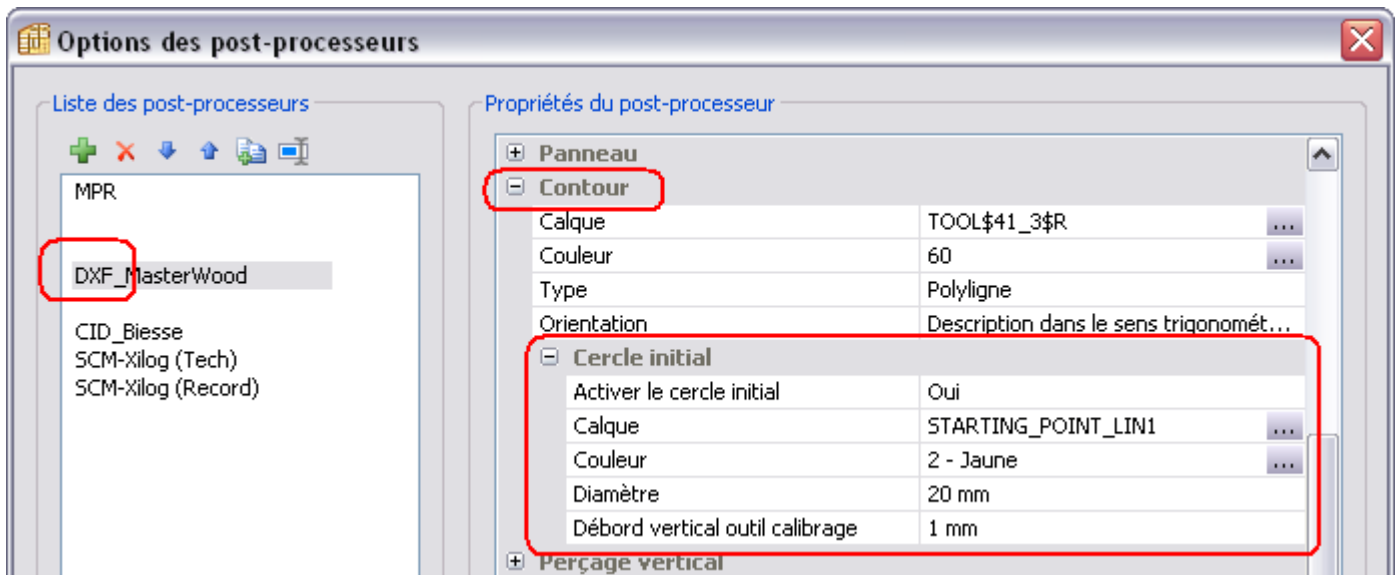 Options des post-processeurs
Liste des post-processeurs
MPR
DXF_MasterWood
CID_Biesse
SCM-Xilog (Tech)
SCM-Xilog (Record)
Propriétés du post-processeur
Panneau
Contour
Calque TOOL$41_3$R ...
Couleur 60 ...
Type Polyligne
Orientation Description dans le sens trigonomét...
Cercle initial
Activer le cercle initial Oui
Calque STARTING_POINT_LIN1 ...
Couleur 2 - Jaune ...
Diamètre 20 mm
Débord vertical outil calibrage 1 mm
Perçage vertical